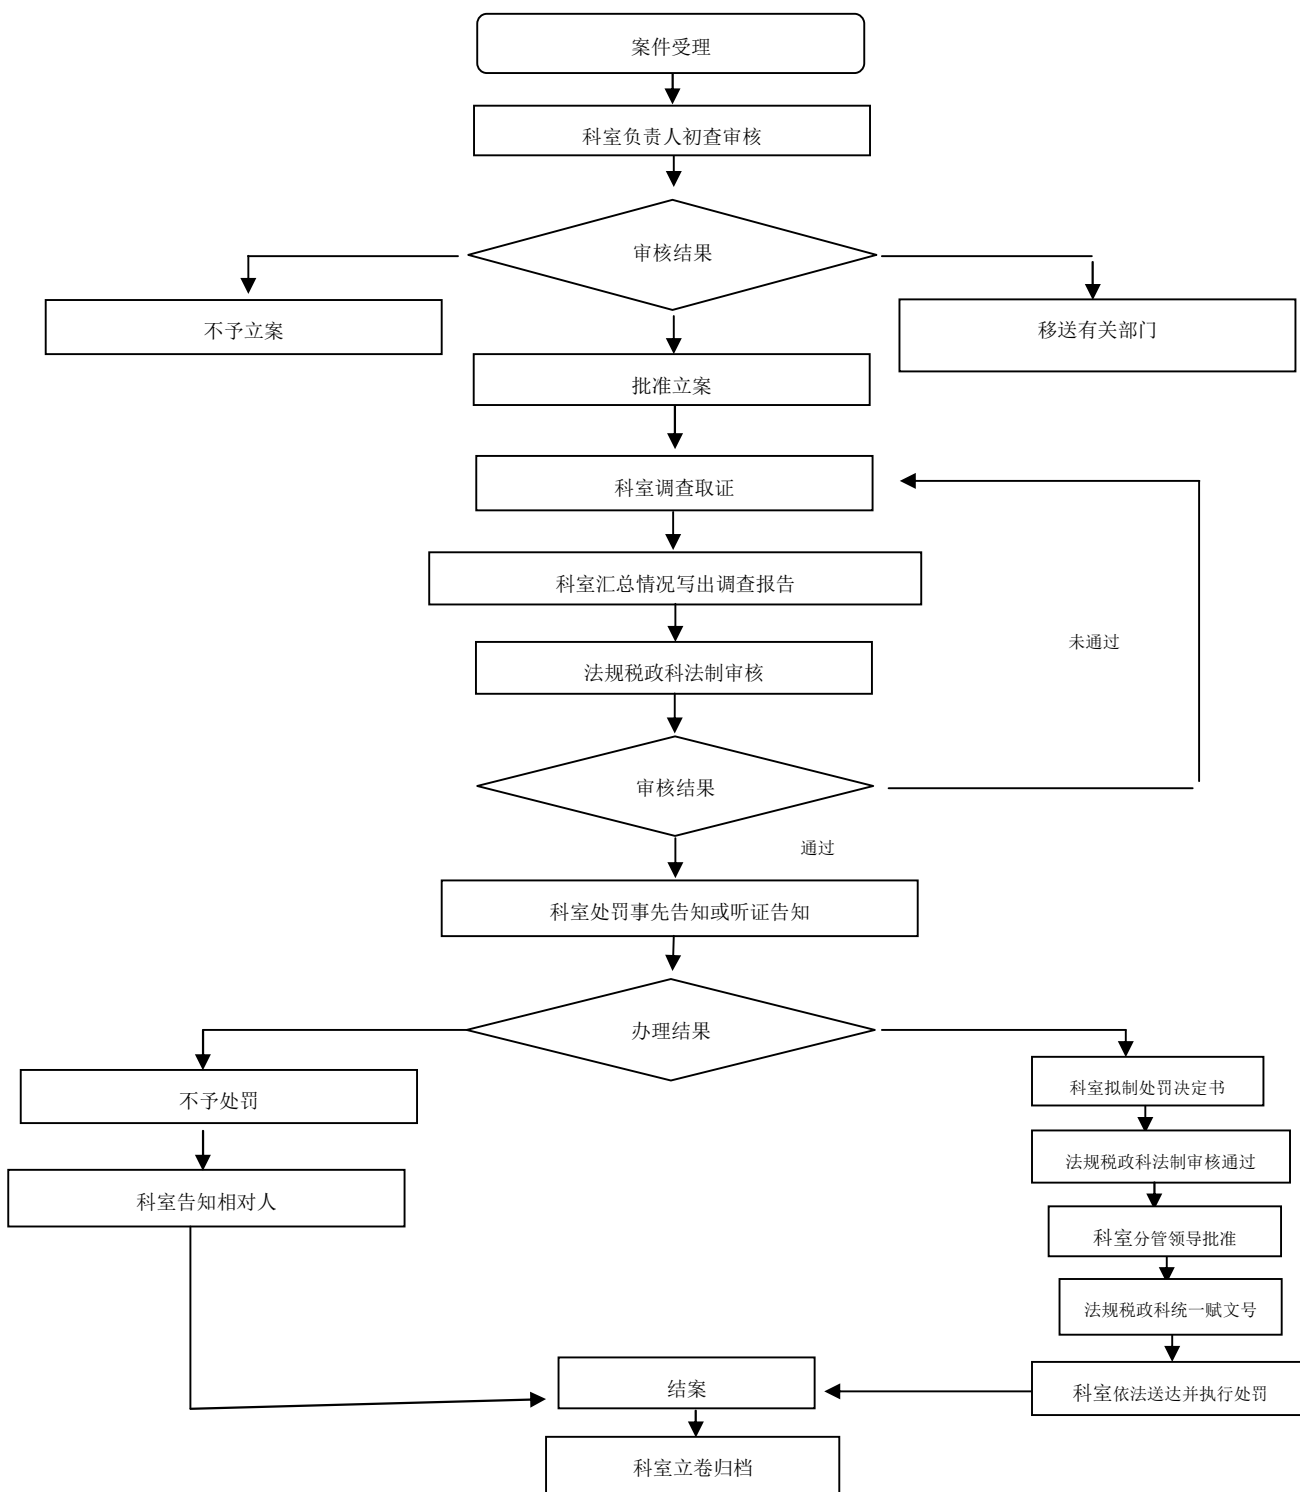 案件受理
科室负责人初查审核
审核结果
不予立案
移送有关部门
批准立案
科室调查取证
科室汇总情况写出调查报告
未通过
法规税政科法制审核
审核结果
通过
科室处罚事先告知或听证告知
办理结果
不予处罚
科室拟制处罚决定书
法规税政科法制审核通过
科室告知相对人
科室分管领导批准
法规税政科统一赋文号
结案
科室依法送达并执行处罚
科室立卷归档